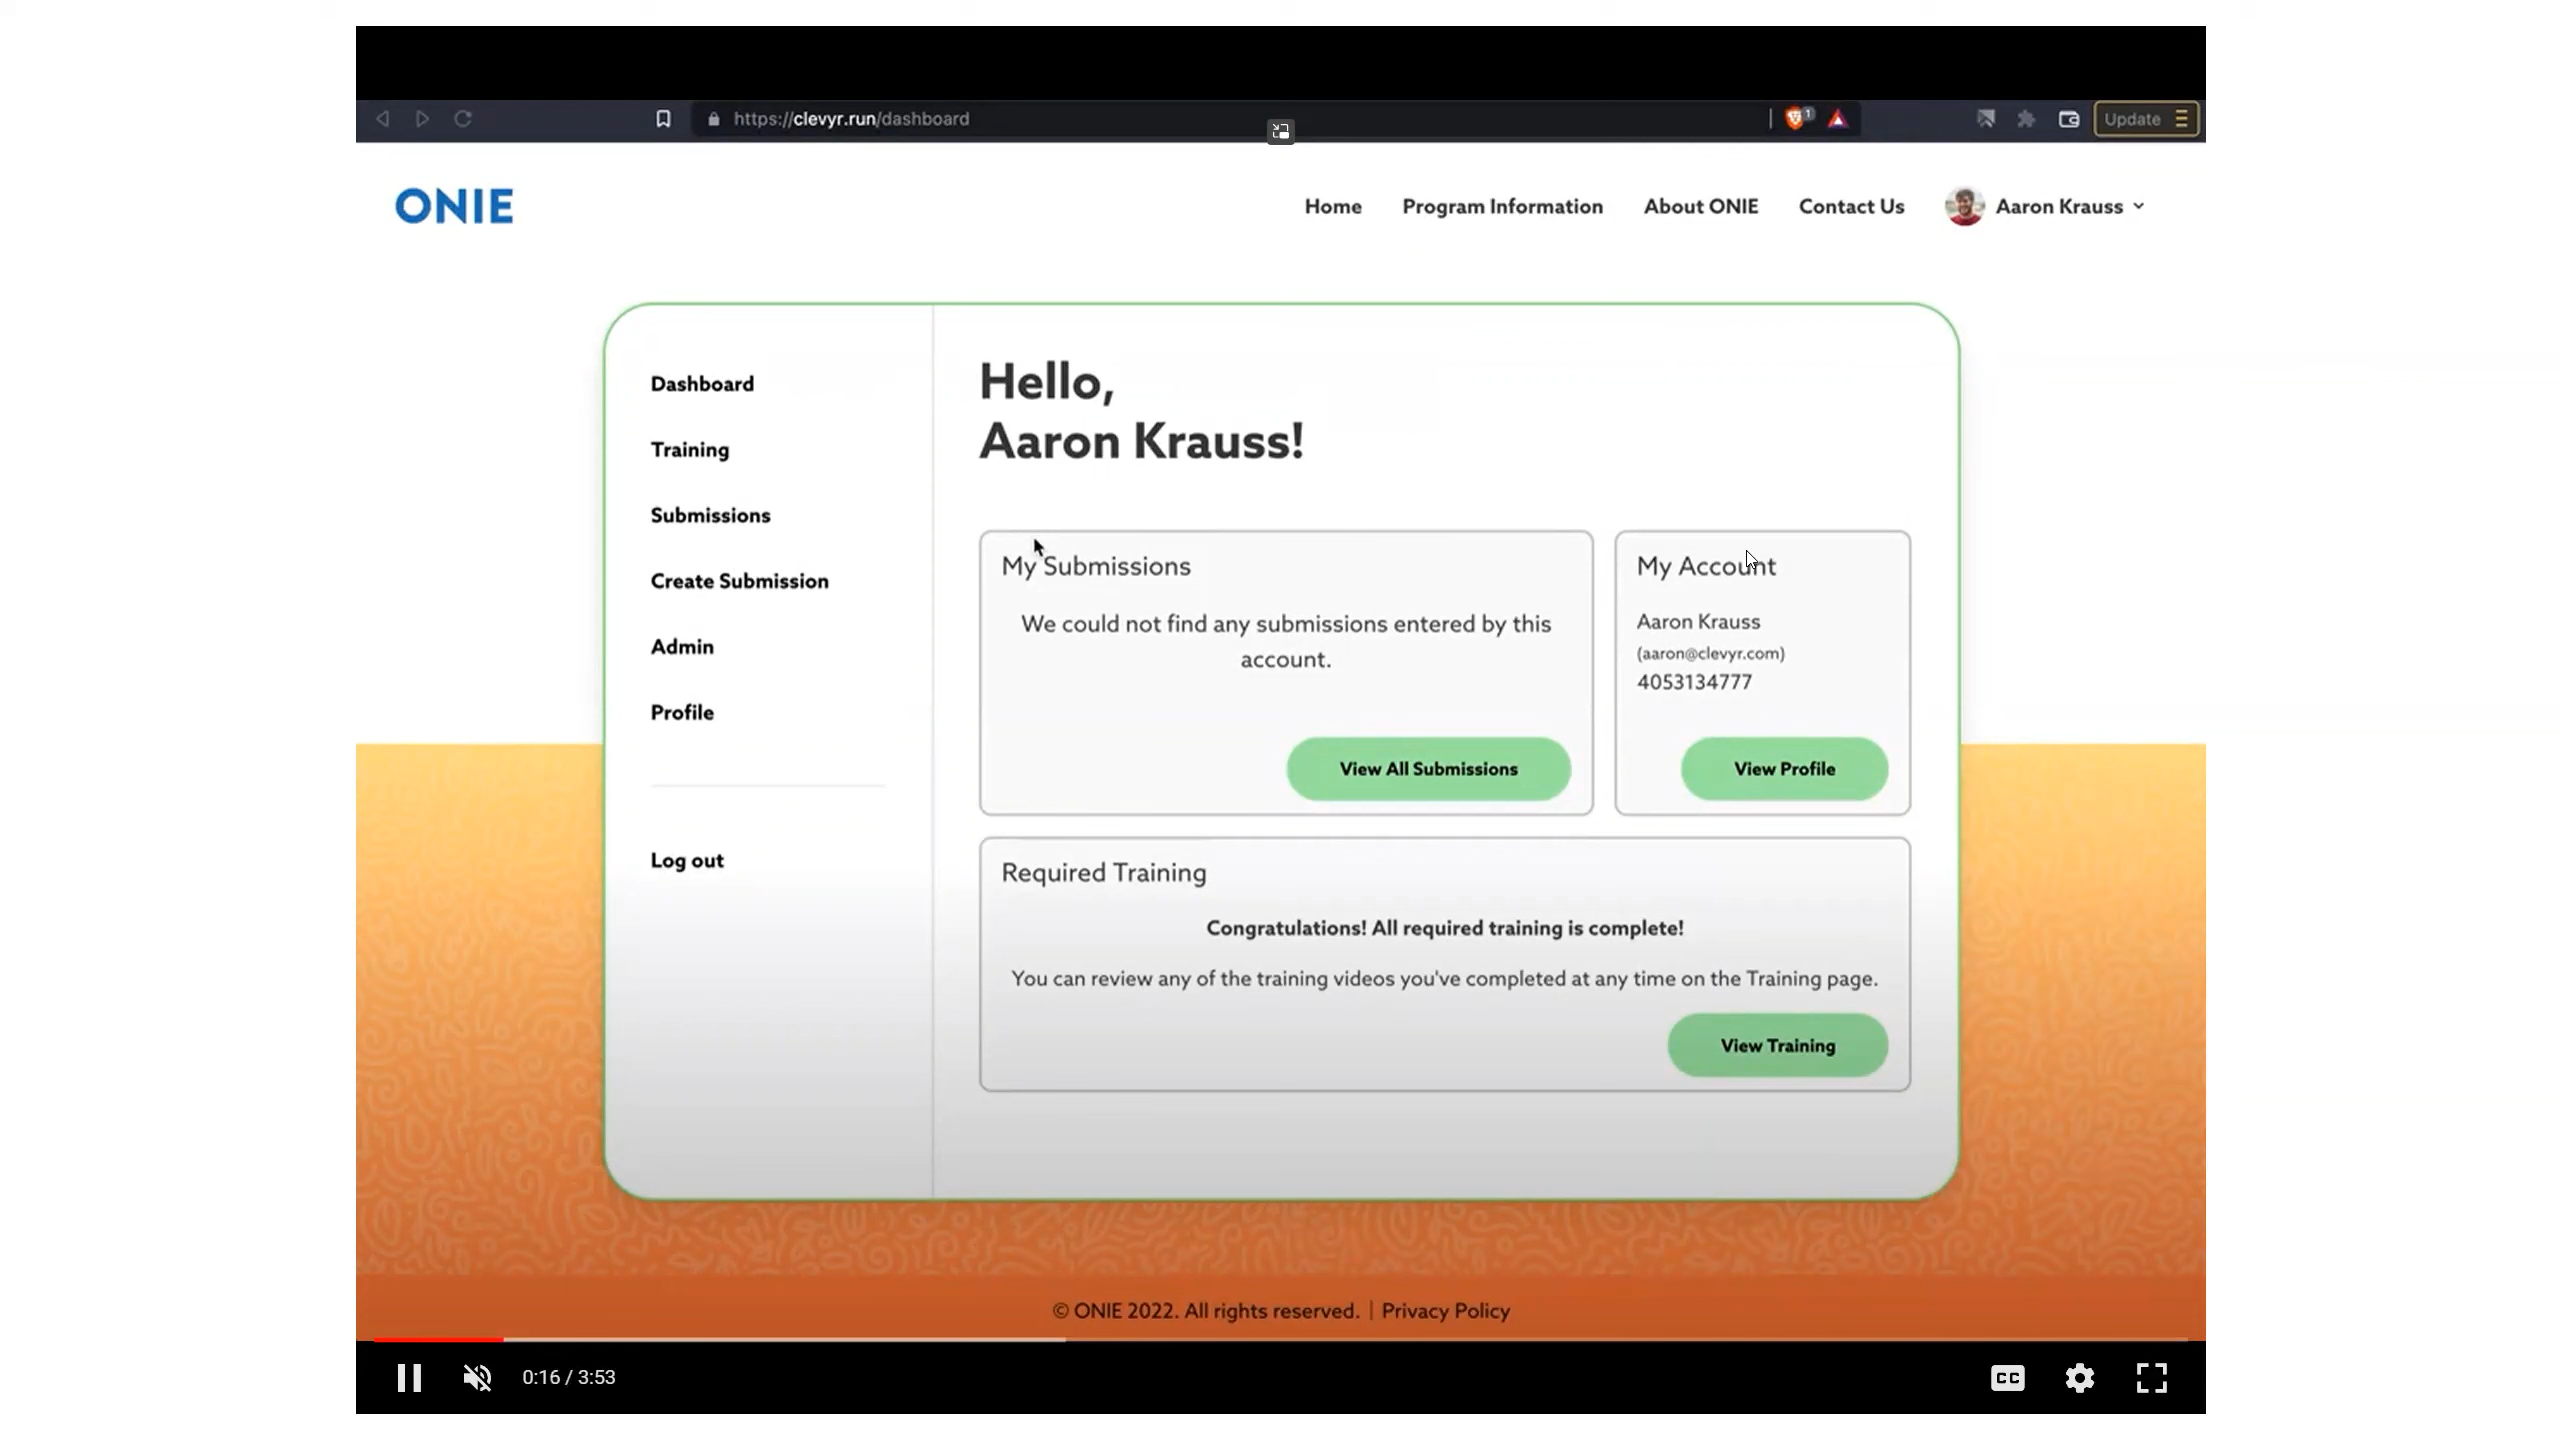 https://clevyr.run/dashboard
1
Update
ONIE
Home
Program Information
About ONIE
Contact Us
Aaron Krauss
Dashboard
Training
Submissions
Create Submission
Admin
Profile
Log out
Hello,
Aaron Krauss!
My Submissions
We could not find any submissions entered by this
account.
View All Submissions
My Account
Aaron Krauss
(aaron@clevyr.com)
4053134777
View Profile
Required Training
Congratulations! All required training is complete!
You can review any of the training videos you've completed at any time on the Training page.
View Training
© ONIE 2022. All rights reserved. | Privacy Policy
0:16 / 3:53
CC